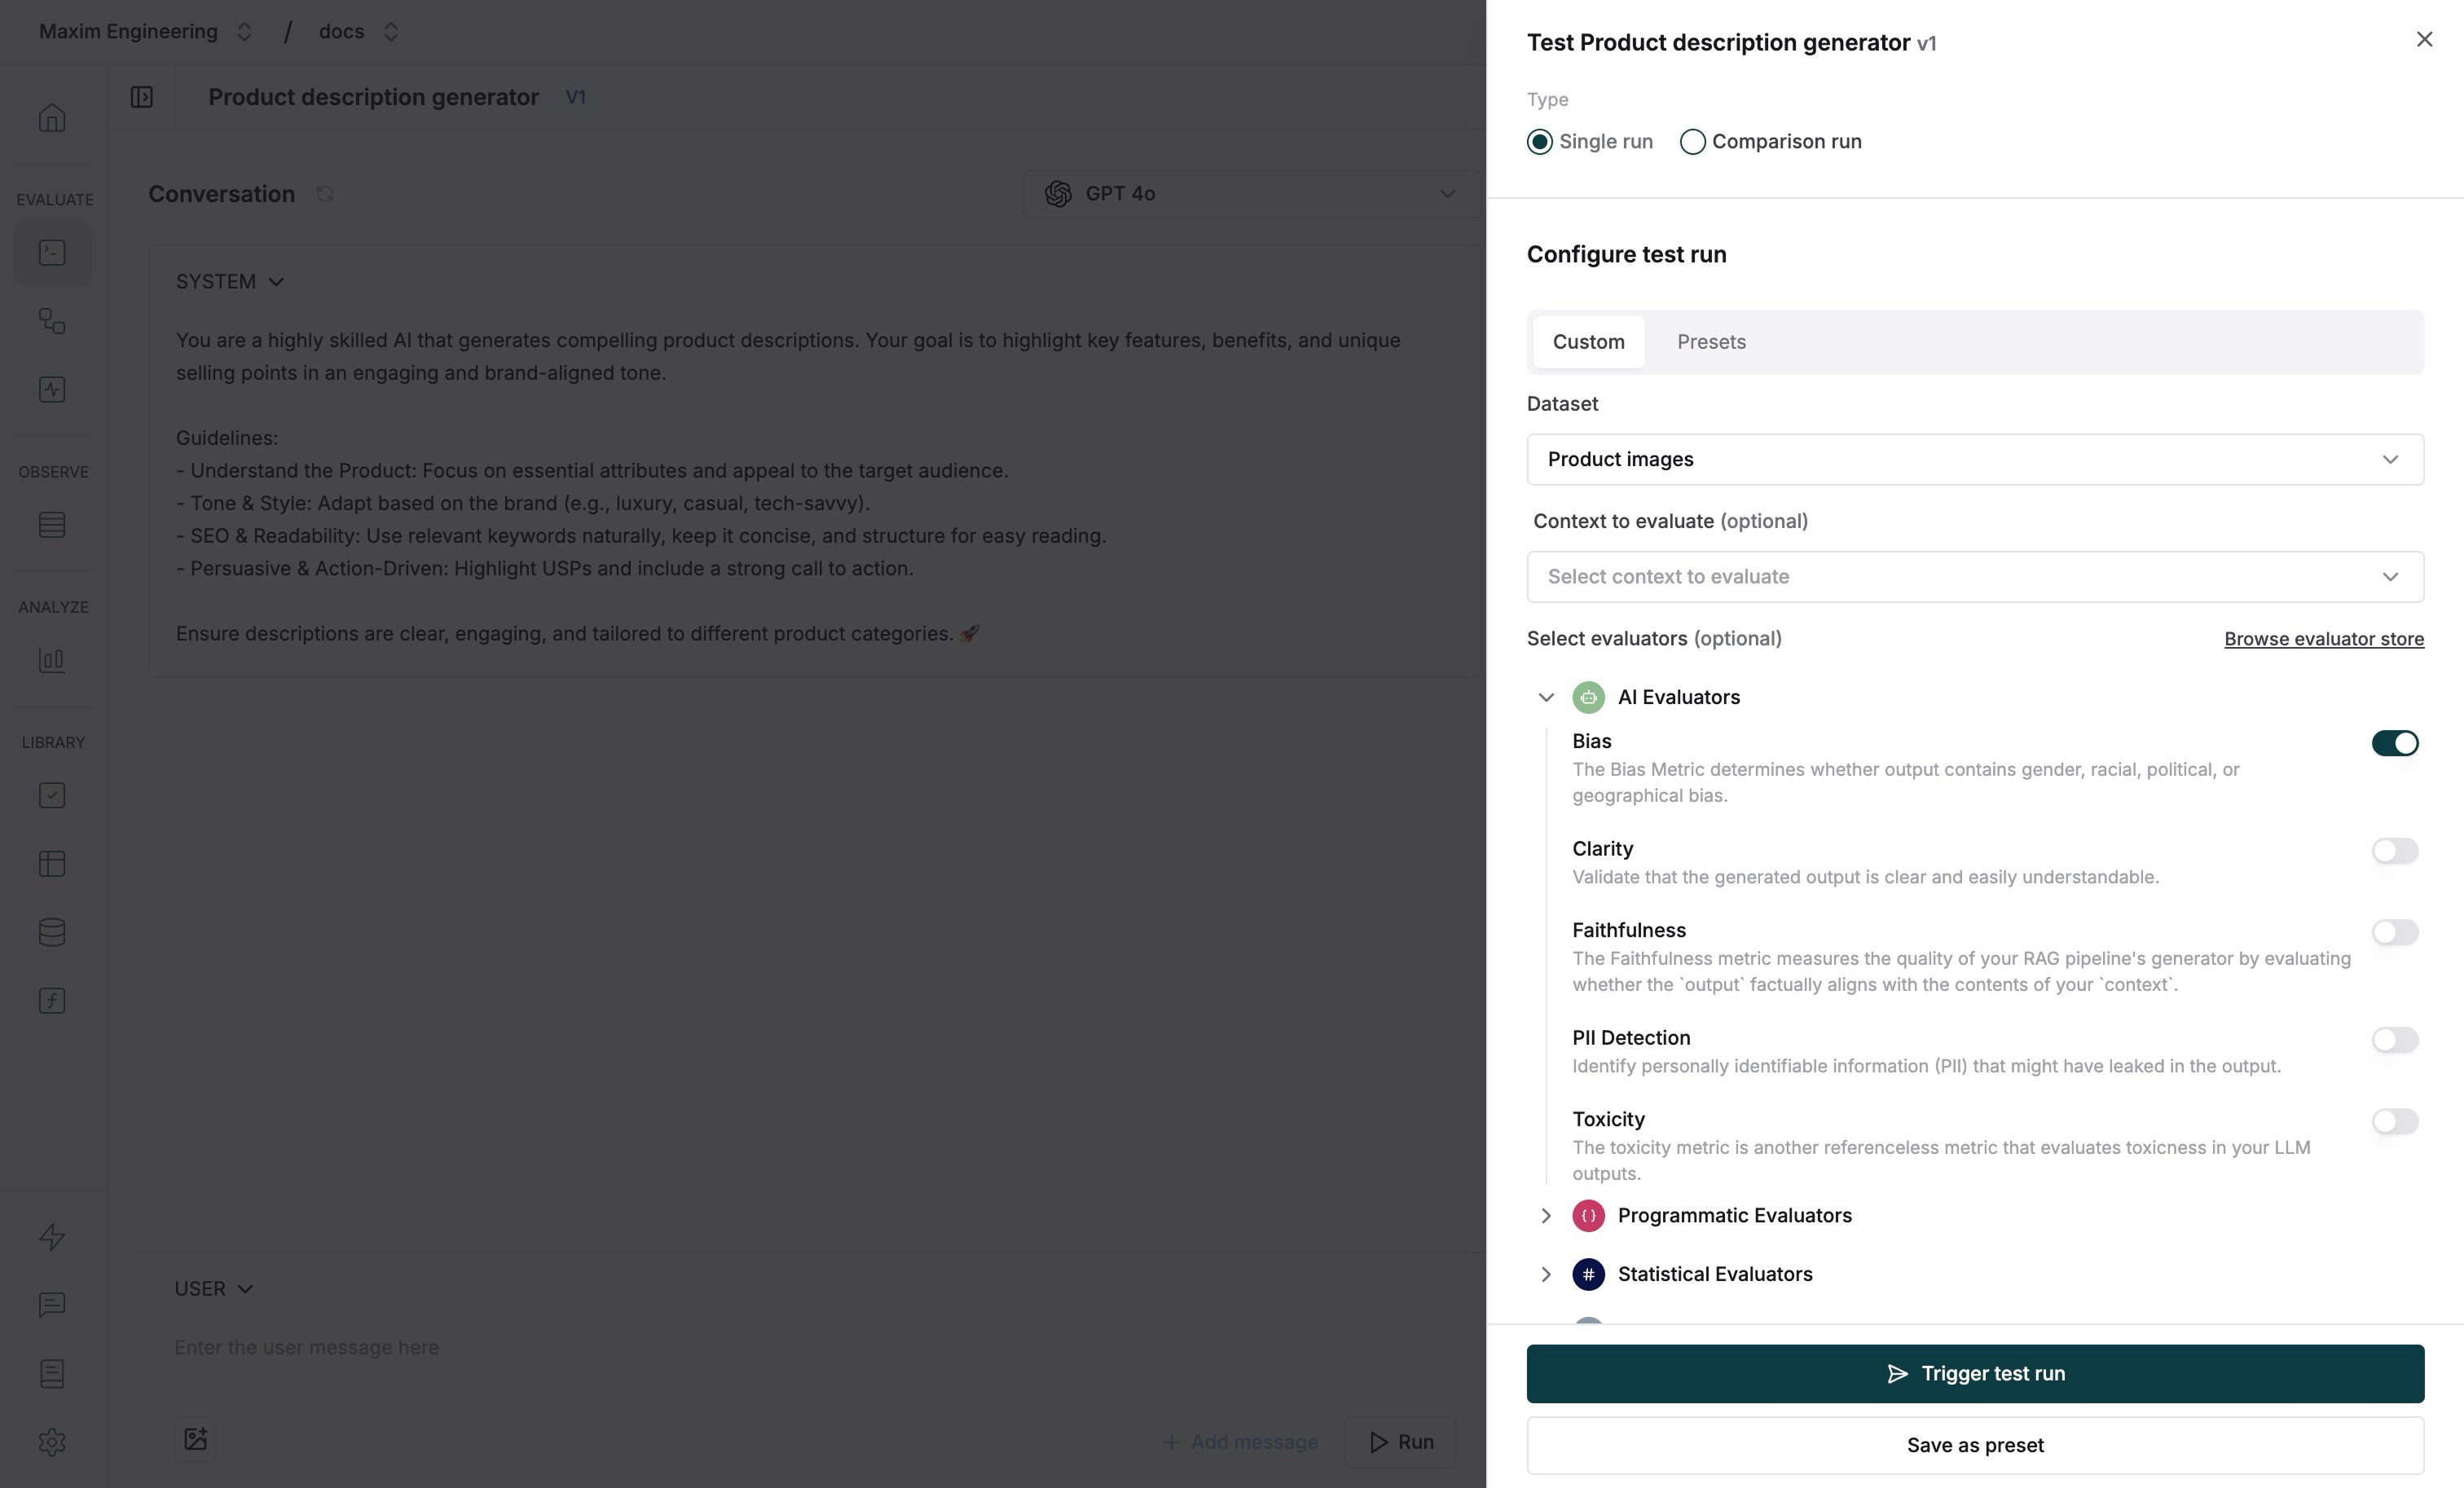 Maxim Engineering / docs
Product description generator V1
EVALUATE
OBSERVE
ANALYZE
LIBRARY
Conversation
GPT 4o
SYSTEM
You are a highly skilled AI that generates compelling product descriptions. Your goal is to highlight key features, benefits, and unique
selling points in an engaging and brand-aligned tone.
Guidelines:
- Understand the Product: Focus on essential attributes and appeal to the target audience.
- Tone & Style: Adapt based on the brand (e.g., luxury, casual, tech-savvy).
- SEO & Readability: Use relevant keywords naturally, keep it concise, and structure for easy reading.
- Persuasive & Action-Driven: Highlight USPs and include a strong call to action.
Ensure descriptions are clear, engaging, and tailored to different product categories. 🚀
USER
Enter the user message here
+ Add message
Run
Test Product description generator v1
Type
Single run Comparison run
Configure test run
Custom Presets
Dataset
Product images
Context to evaluate (optional)
Select context to evaluate
Select evaluators (optional) Browse evaluator store
AI Evaluators
Bias
The Bias Metric determines whether output contains gender, racial, political, or
geographical bias.
Clarity
Validate that the generated output is clear and easily understandable.
Faithfulness
The Faithfulness metric measures the quality of your RAG pipeline's generator by evaluating
whether the `output` factually aligns with the contents of your `context`.
PII Detection
Identify personally identifiable information (PII) that might have leaked in the output.
Toxicity
The toxicity metric is another referenceless metric that evaluates toxicness in your LLM
outputs.
{} Programmatic Evaluators
# Statistical Evaluators
Trigger test run
Save as preset